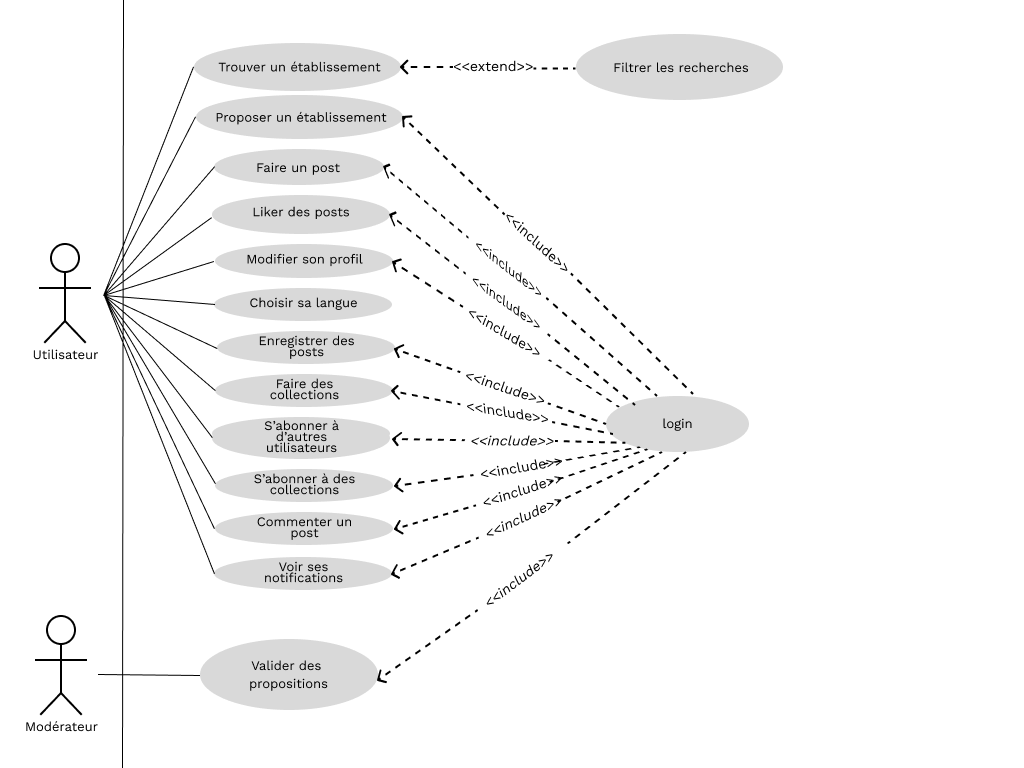 Trouver un établissement
<<extend>>
Filtrer les recherches
Proposer un établissement
<<include>>
Faire un post
<<include>>
Liker des posts
<<include>>
Modifier son profil
<<include>>
Choisir sa langue
Utilisateur
Enregistrer des
posts
<<include>>
Faire des
collections
<<include>>
login
S'abonner à
d'autres
utilisateurs
<<include>>
S'abonner à des
collections
<<include>>
Commenter un
post
<<include>>
Voir ses
notifications
<<include>>
<<include>>
Valider des
propositions
Modérateur